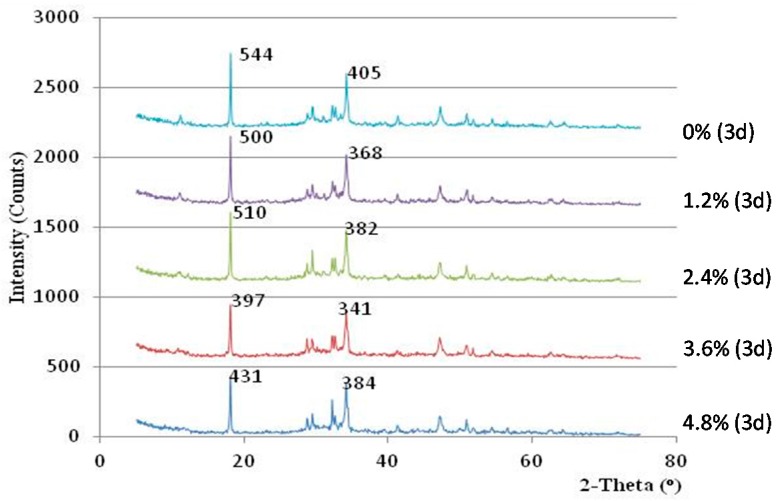 3000
544
405
2500
0% (3d)
500
368
2000
1.2% (3d)
510
382
1500
2.4% (3d)
397
341
1000
3.6% (3d)
431
384
500
4.8% (3d)
0
0 20 40 60 80
2-Theta (°)
Intensity (Counts)